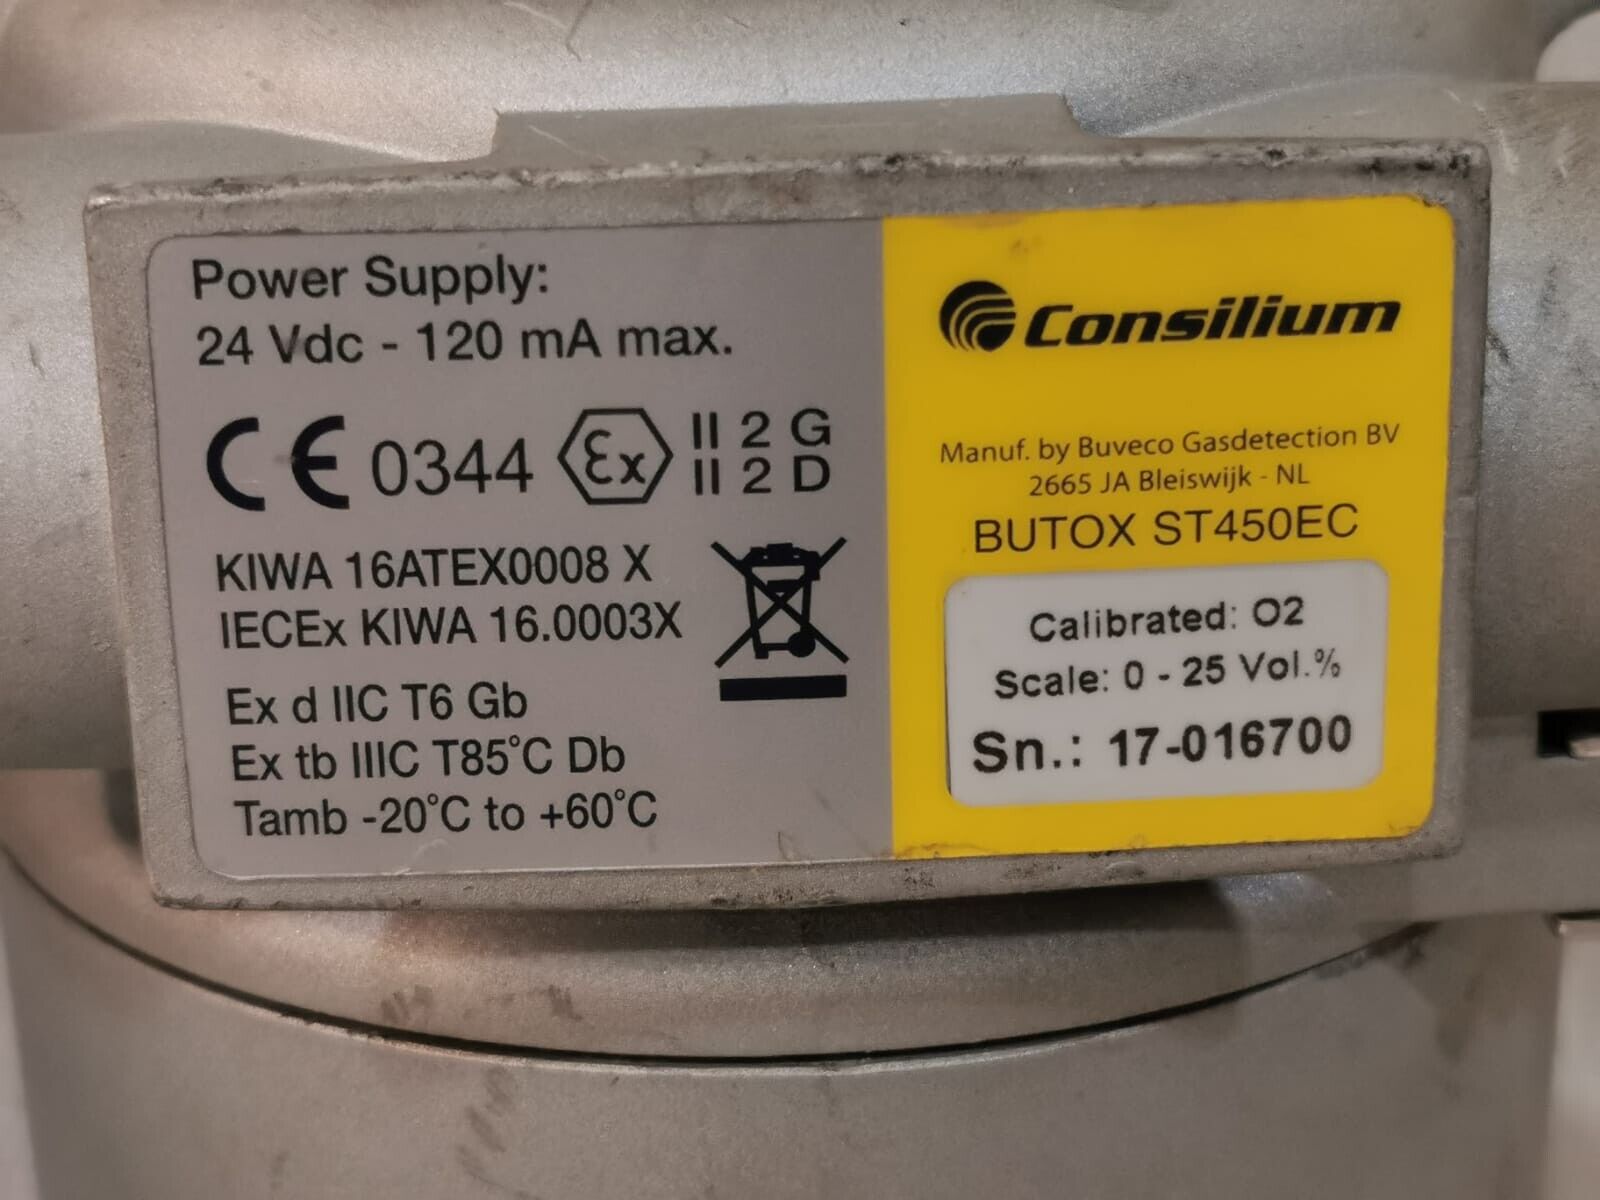 Power Supply:
24 Vdc - 120 mA max.
CE 0344 Ex II 2 G
II 2 D
KIWA 16ATEX0008 X
IECEx KIWA 16.0003X
Ex d IIC T6 Gb
Ex tb IIIC T85°C Db
Tamb -20°C to +60°C
Consilium
Manuf. by Buveco Gasdetection BV
2665 JA Bleiswijk - NL
BUTOX ST450EC
Calibrated: O2
Scale: 0 - 25 Vol.%
Sn.: 17-016700